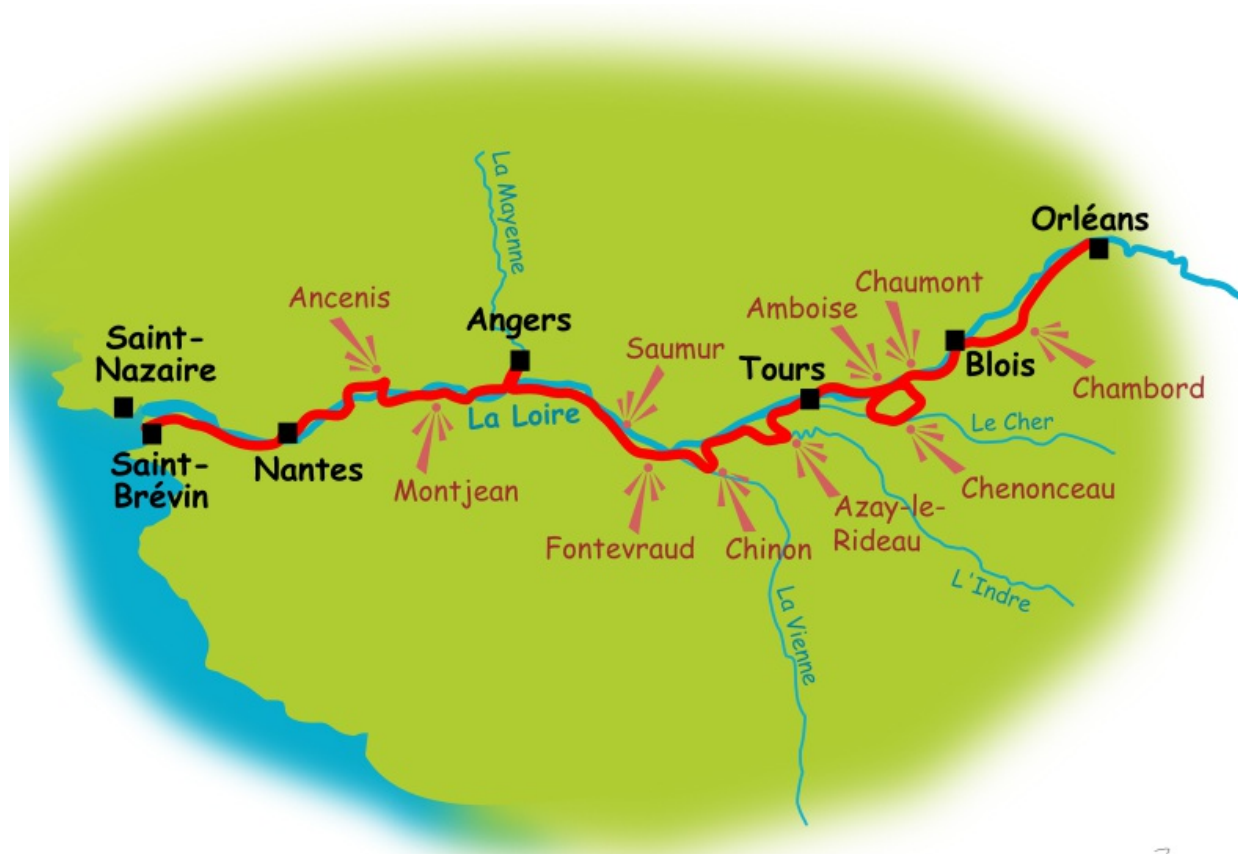 La Mayenne
Orléans
Chaumont
Ancenis
Amboise
Angers
Saint-
Nazaire
Saumur
Tours
Blois
Chambord
La Loire
Le Cher
Saint-
Brévin
Nantes
Montjean
Chenonceau
Azay-le-
Rideau
Fontevraud
Chinon
L'Indre
La Vienne